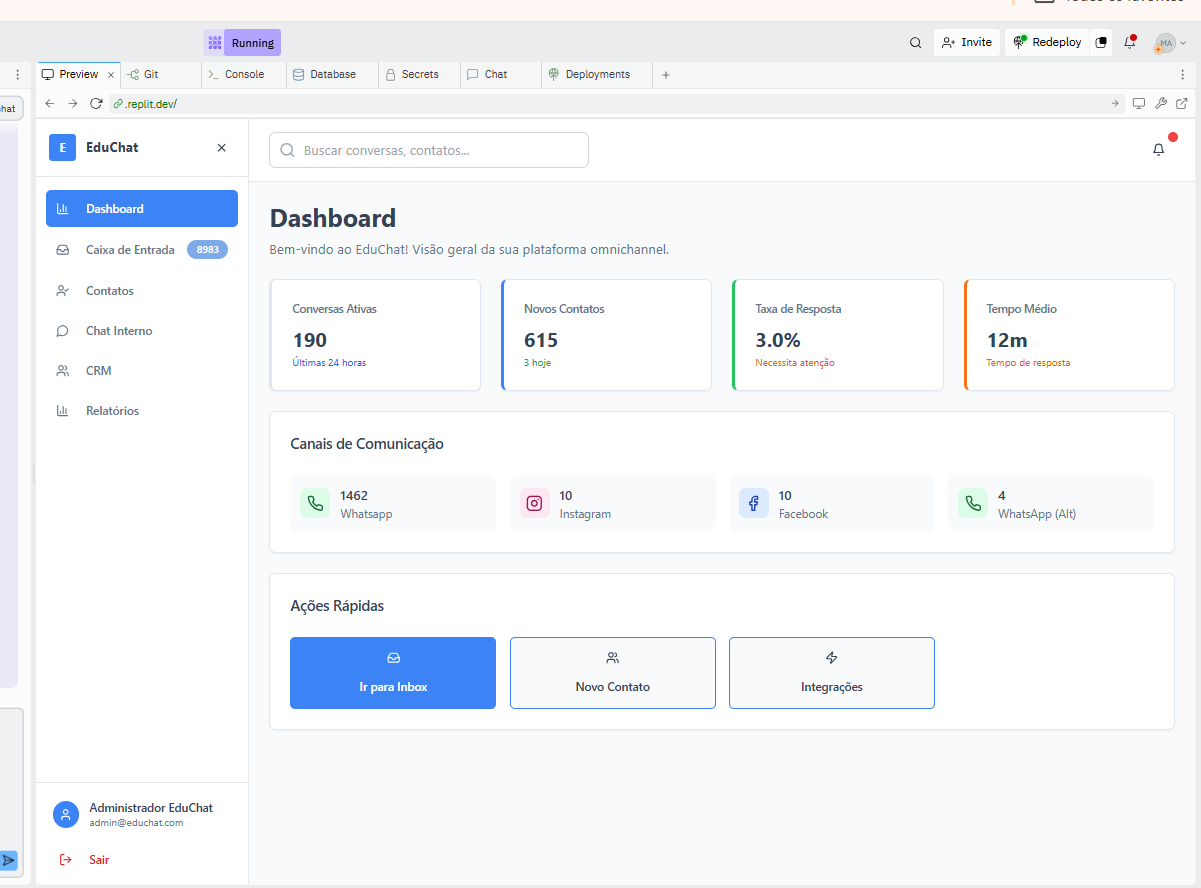 Running
Invite
Redeploy
MA
Preview
Git
Console
Database
Secrets
Chat
Deployments
hat
.replit.dev/
E
EduChat
Buscar conversas, contatos...
Dashboard
Caixa de Entrada
8983
Contatos
Chat Interno
CRM
Relatórios
Dashboard
Bem-vindo ao EduChat! Visão geral da sua plataforma omnichannel.
Conversas Ativas
190
Últimas 24 horas
Novos Contatos
615
3 hoje
Taxa de Resposta
3.0%
Necessita atenção
Tempo Médio
12m
Tempo de resposta
Canais de Comunicação
1462
Whatsapp
10
Instagram
10
Facebook
4
WhatsApp (Alt)
Ações Rápidas
Ir para Inbox
Novo Contato
Integrações
Administrador EduChat
admin@educhat.com
Sair